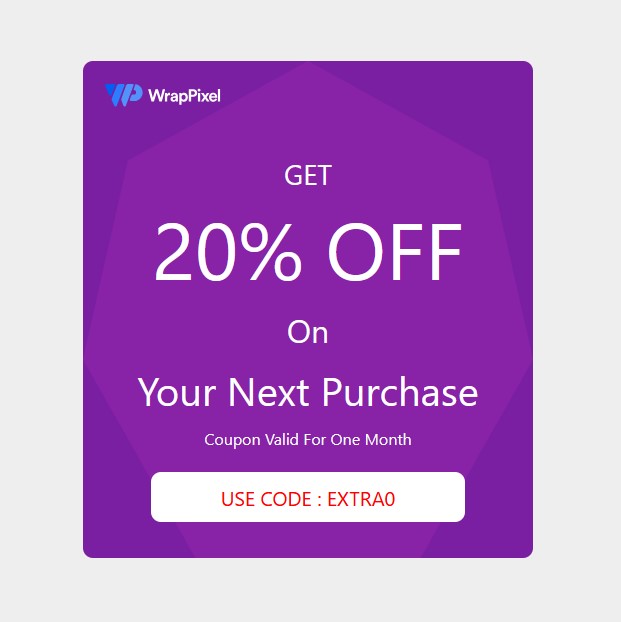 WrapPixel
GET
20% OFF
On
Your Next Purchase
Coupon Valid For One Month
USE CODE : EXTRA0